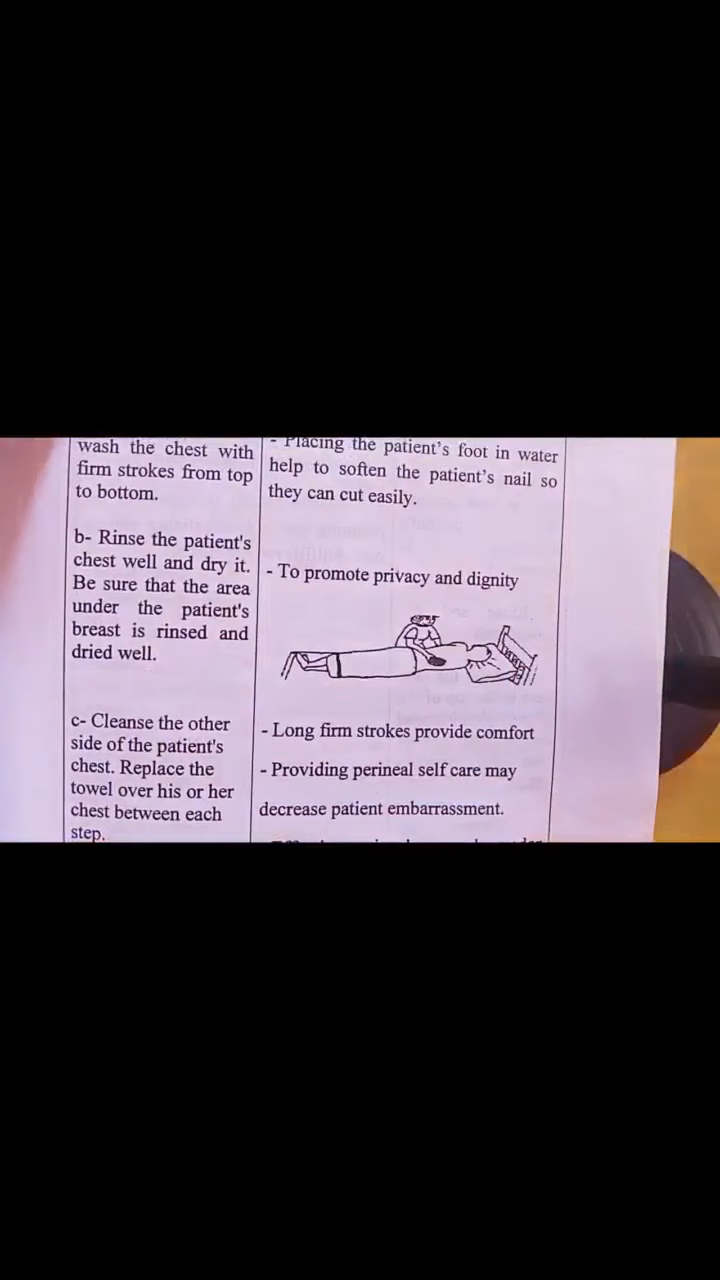 wash the chest with
firm strokes from top
to bottom.
b- Rinse the patient's
chest well and dry it.
Be sure that the area
under the patient's
breast is rinsed and
dried well.
c- Cleanse the other
side of the patient's
chest. Replace the
towel over his or her
chest between each
step.
- Placing the patient's foot in water
help to soften the patient's nail so
they can cut easily.
- To promote privacy and dignity
- Long firm strokes provide comfort
- Providing perineal self care may
decrease patient embarrassment.